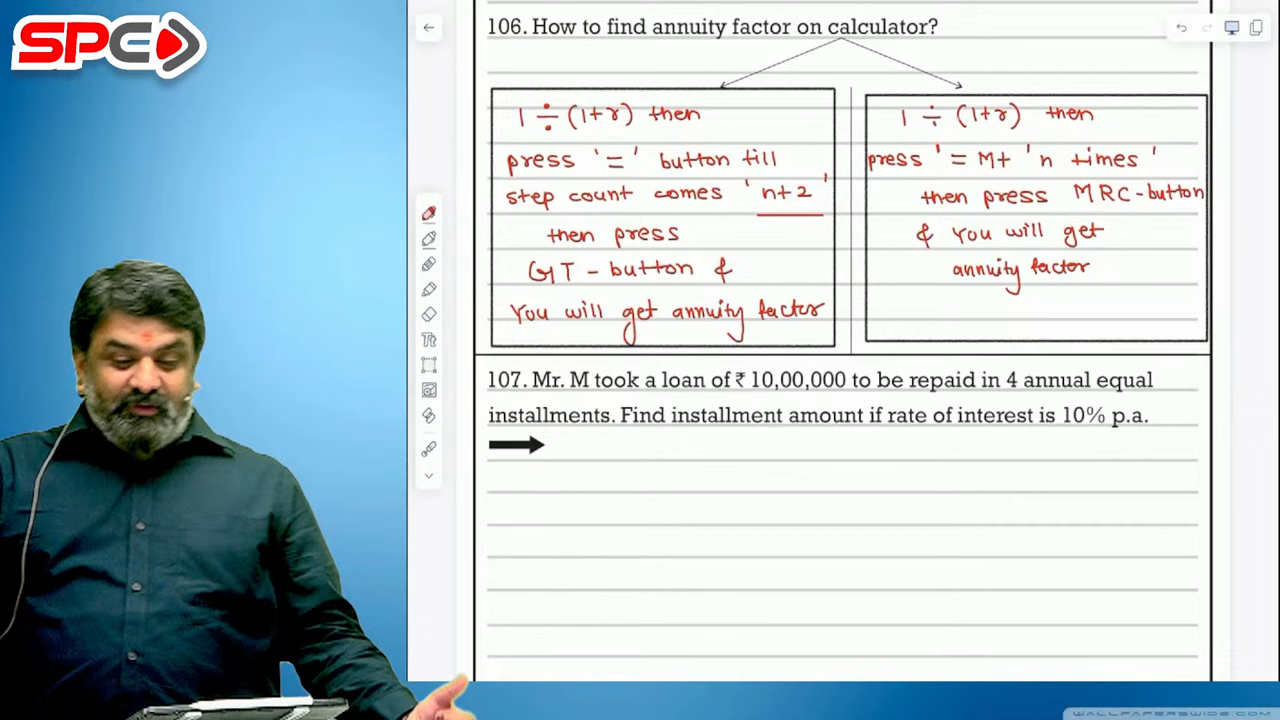 SPC
106. How to find annuity factor on calculator?
1 ÷ (1+r) then
press '=' button till
step count comes 'n+2'
then press
GT - button &
You will get annuity factor
1 ÷ (1+r) then
press '= M+ 'n times'
then press MRC-button
& You will get
annuity factor
Tt
107. Mr. M took a loan of ₹ 10,00,000 to be repaid in 4 annual equal
installments. Find installment amount if rate of interest is 10% p.a.
WALLPAPERSWIDE.COM